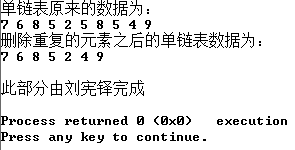 单链表原来的数据为:
7 6 8 5 2 5 8 5 4 9
删除重复的元素之后的单链表数据为:
7 6 8 5 2 4 9
此部分由刘宪铎完成
Process returned 0 (0x0)   execution
Press any key to continue.